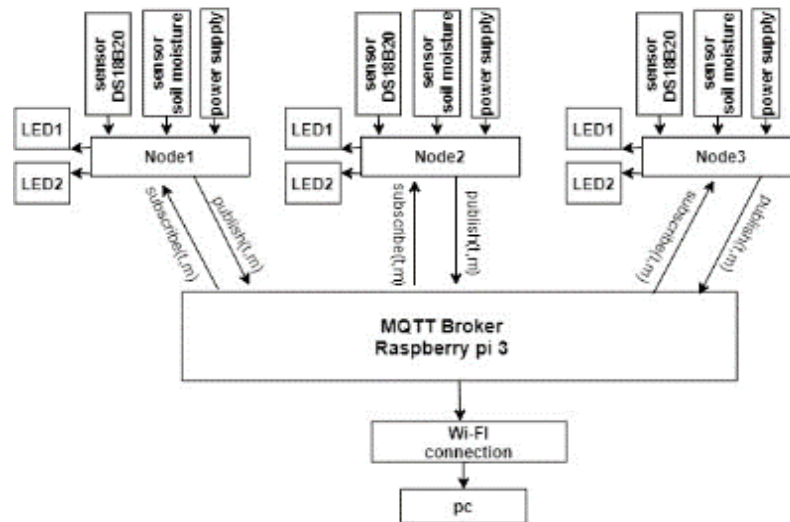 sensor
DS18B20
sensor
soil moisture
power supply
sensor
DS18B20
sensor
soil moisture
power supply
sensor
DS18B20
sensor
soil moisture
power supply
LED1
Node1
LED2
LED1
Node2
LED2
LED1
Node3
LED2
subscribe(t,m)
publish(t,m)
subscribe(t,m)
publish(t,m)
subscribe(t,m)
publish(t,m)
MQTT Broker
Raspberry pi 3
Wi-FI
connection
pc